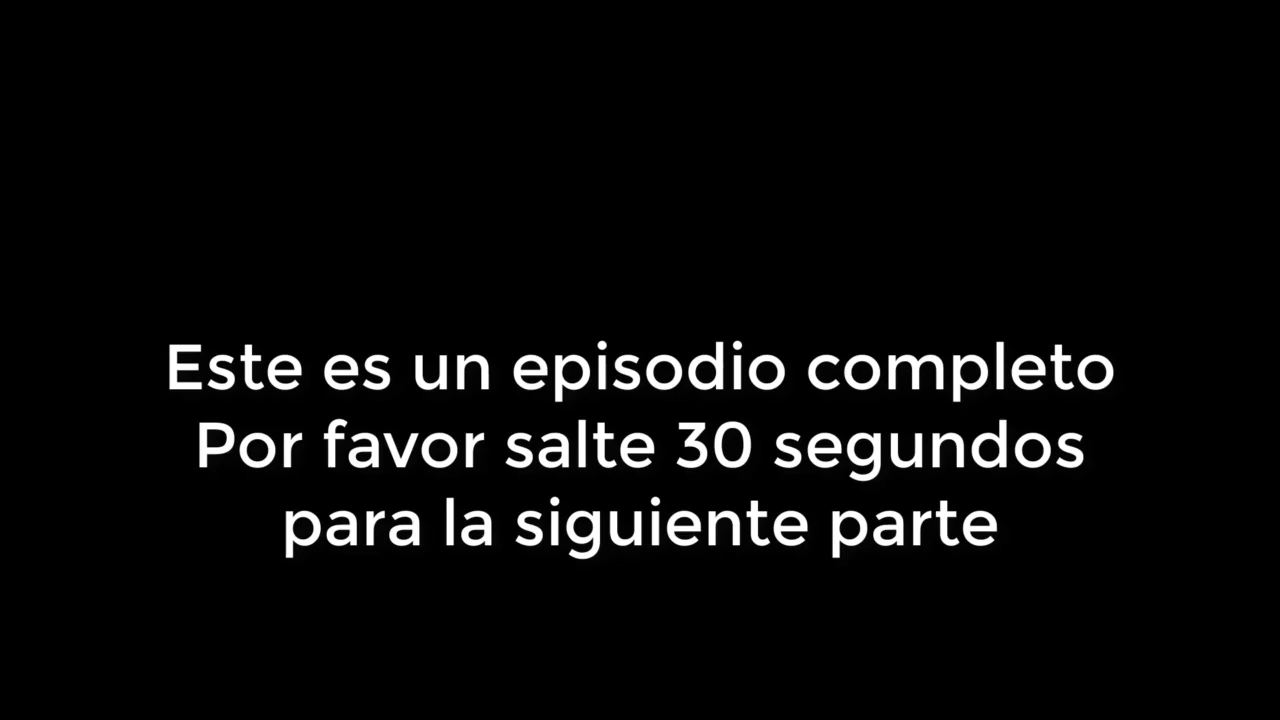 Este es un episodio completo
Por favor salte 30 segundos
para la siguiente parte